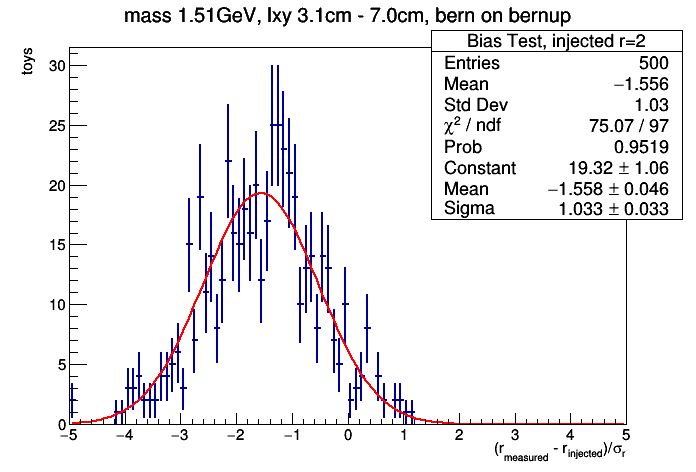 mass 1.51GeV, lxy 3.1cm - 7.0cm, bern on bernup
Bias Test, injected r=2
Entries 500
Mean −1.556
Std Dev 1.03
χ² / ndf 75.07 / 97
Prob 0.9519
Constant 19.32 ± 1.06
Mean −1.558 ± 0.046
Sigma 1.033 ± 0.033
toys
30
25
20
15
10
5
0
−5 −4 −3 −2 −1 0 1 2 3 4 5
(r_measured - r_injected)/σ_r